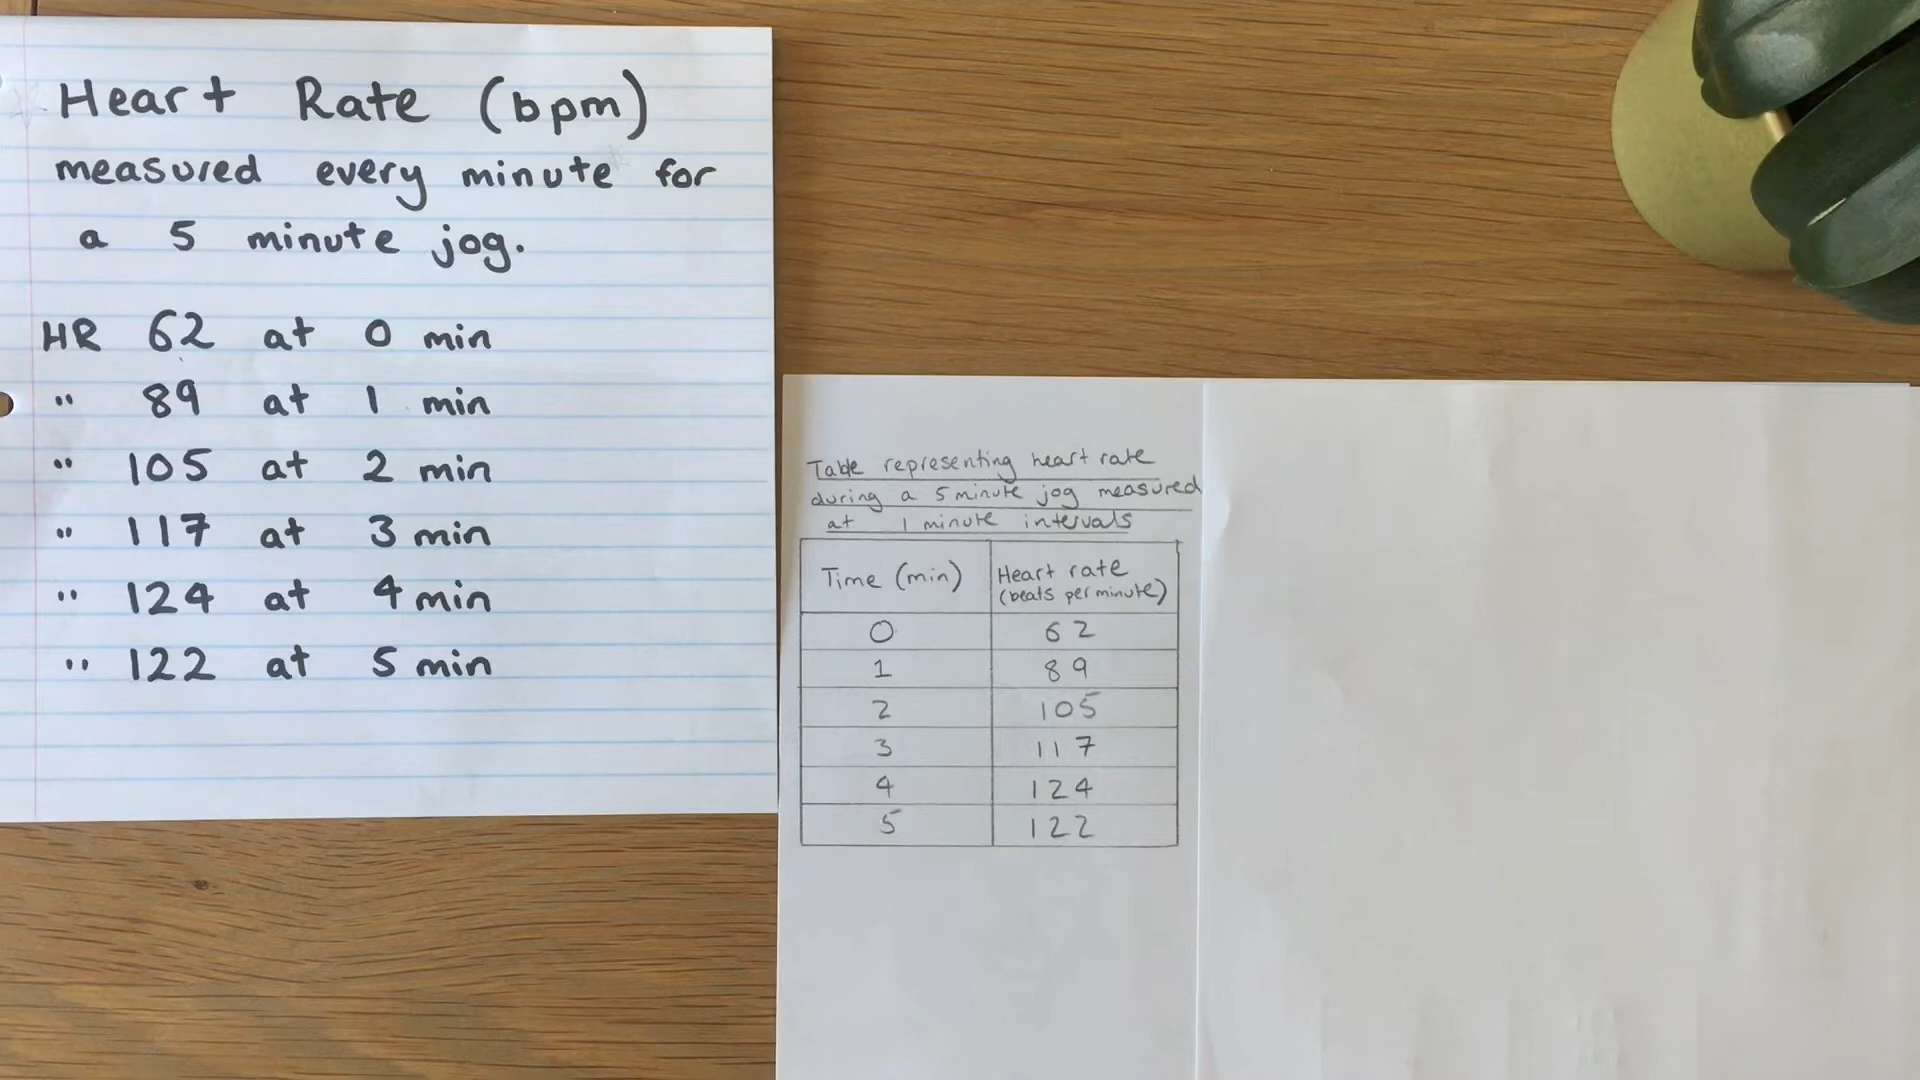 Heart Rate (bpm)
measured every minute for
a 5 minute jog.
HR 62 at 0 min
" 89 at 1 min
" 105 at 2 min
" 117 at 3 min
" 124 at 4 min
" 122 at 5 min
Table representing heart rate
during a 5 minute jog measured
at 1 minute intervals
Time (min) Heart rate
(beats per minute)
0 62
1 89
2 105
3 117
4 124
5 122